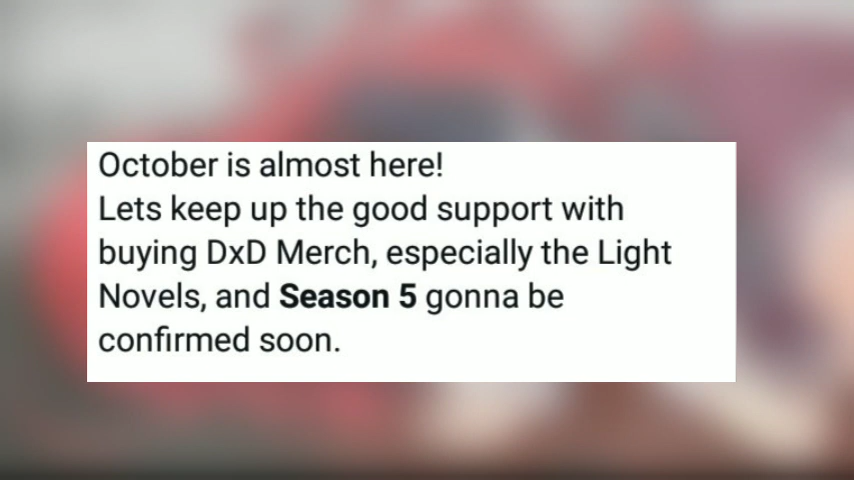 October is almost here!
Lets keep up the good support with
buying DxD Merch, especially the Light
Novels, and Season 5 gonna be
confirmed soon.